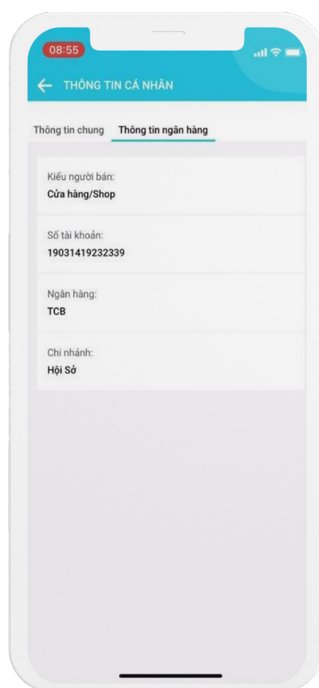 08:55
THÔNG TIN CÁ NHÂN
Thông tin chung Thông tin ngân hàng
Kiểu người bán:
Cửa hàng/Shop
Số tài khoản:
19031419232339
Ngân hàng:
TCB
Chi nhánh:
Hội Sở